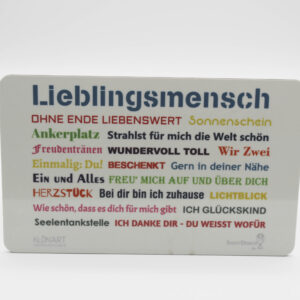 Lieblingsmensch
OHNE ENDE LIEBENSWERT Sonnenschein
Ankerplatz Strahlst für mich die Welt schön
Freudentränen WUNDERVOLL TOLL Wir Zwei
Einmalig: Du! BESCHENKT Gern in deiner Nähe
Ein und Alles FREU' MICH AUF UND ÜBER DICH
HERZSTÜCK Bei dir bin ich zuhause LICHTBLICK
Wie schön, dass es dich für mich gibt ICH GLÜCKSKIND
Seelentankstelle ICH DANKE DIR - DU WEISST WOFÜR
KLONART